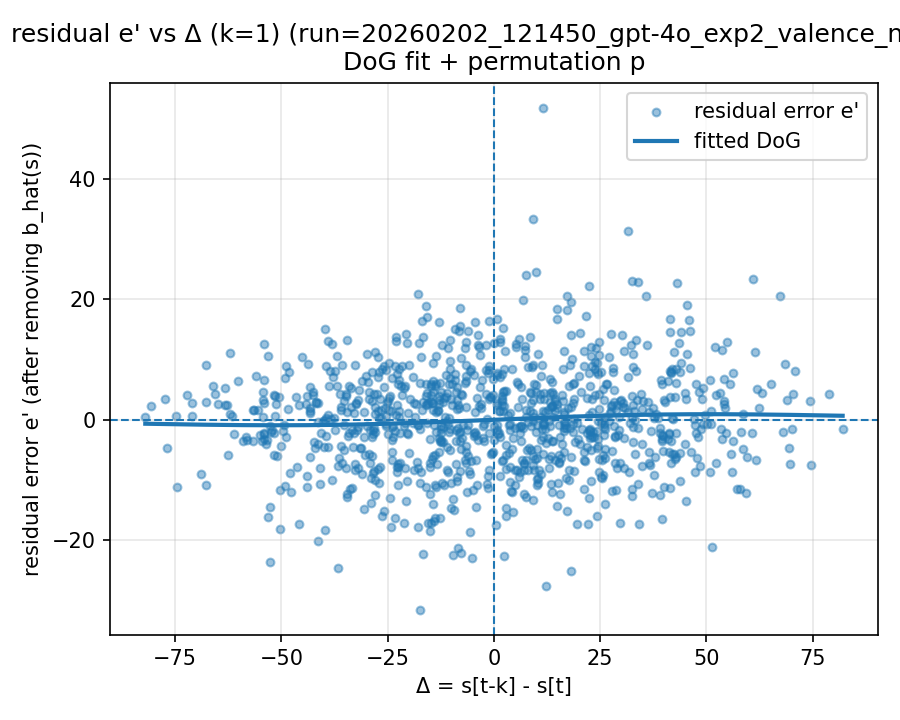 residual e' vs Δ (k=1) (run=20260202_121450_gpt-4o_exp2_valence_n
DoG fit + permutation p
residual error e'
fitted DoG
residual error e' (after removing b_hat(s))
40
20
0
−20
−75
−50
−25
0
25
50
75
Δ = s[t-k] - s[t]